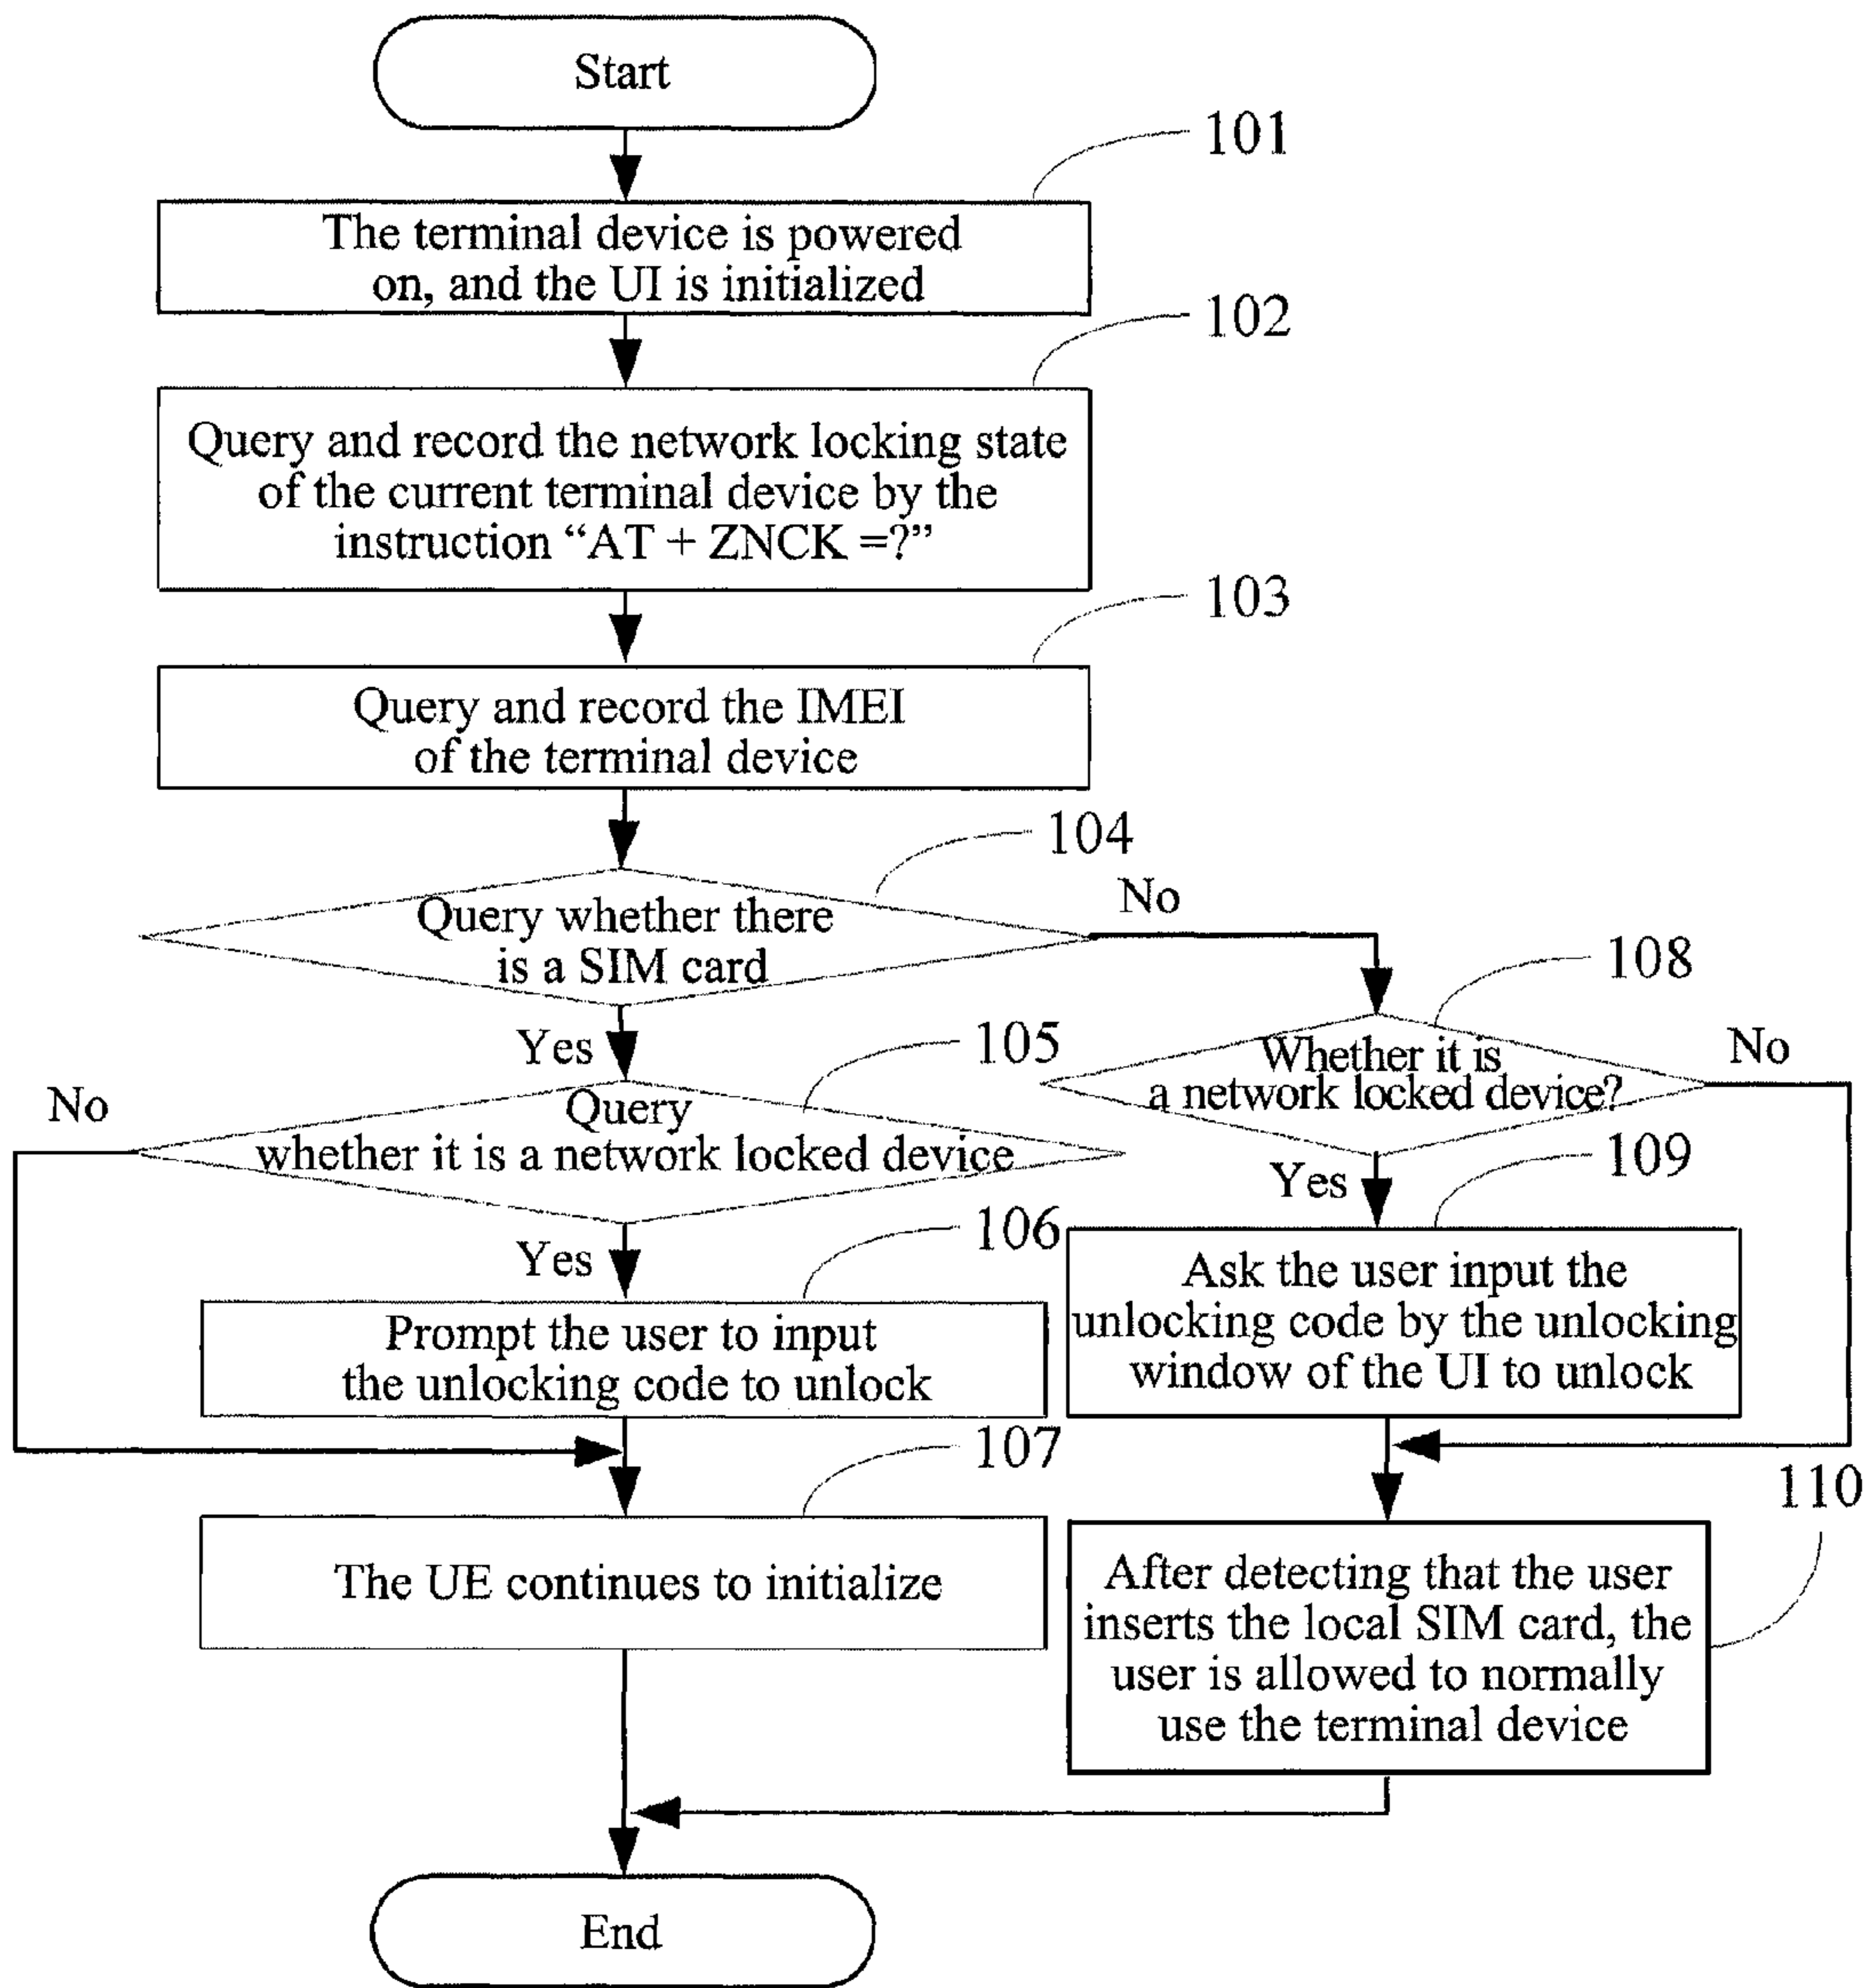 Start
101
The terminal device is powered
on, and the UI is initialized
102
Query and record the network locking state
of the current terminal device by the
instruction “AT + ZNCK =?”
103
Query and record the IMEI
of the terminal device
104
Query whether there
is a SIM card
No
Yes
105
Query
whether it is a network locked device
No
Yes
106
Prompt the user to input
the unlocking code to unlock
107
The UE continues to initialize
108
Whether it is
a network locked device?
No
Yes
109
Ask the user input the
unlocking code by the unlocking
window of the UI to unlock
110
After detecting that the user
inserts the local SIM card, the
user is allowed to normally
use the terminal device
End